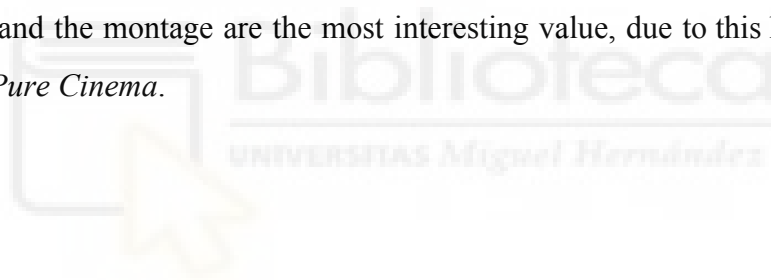 and the montage are the most interesting value, due to this
Pure Cinema.
Biblioteca
UNIVERSITAS Miguel Hernández